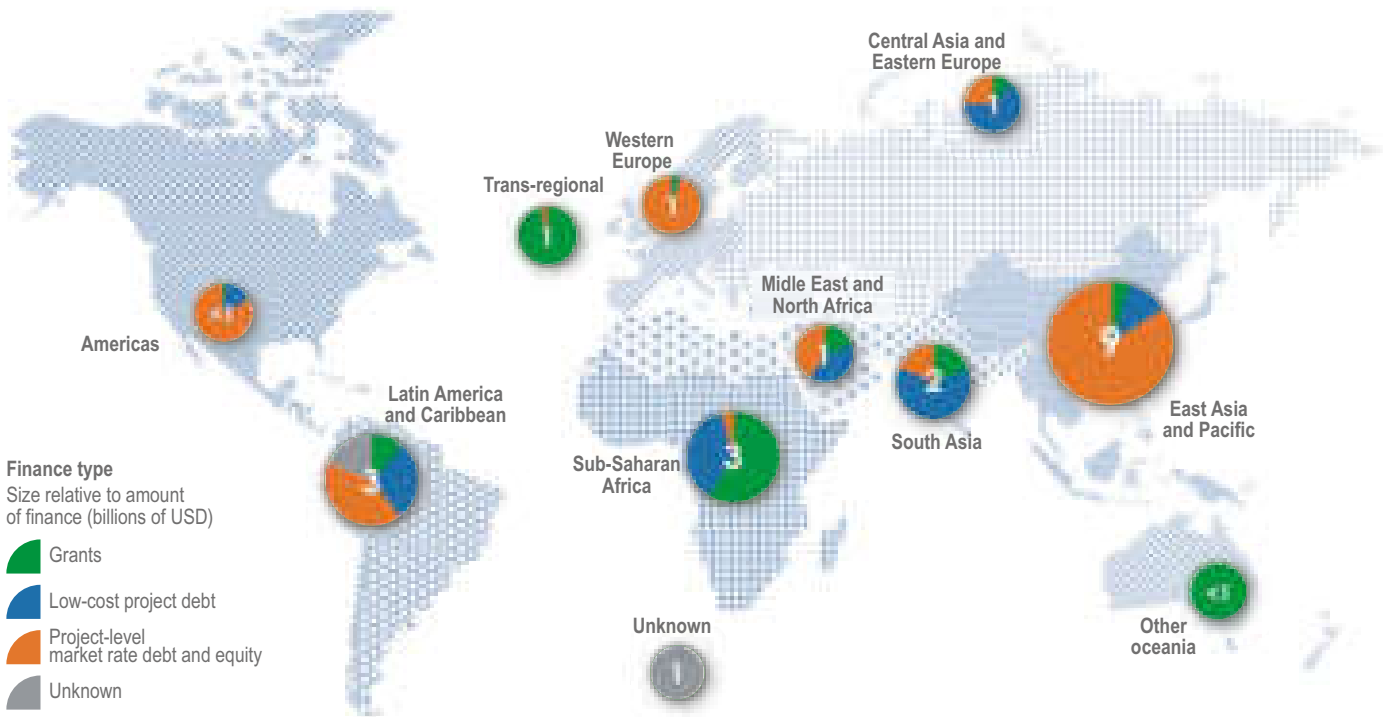 Central Asia and
Eastern Europe
1
Western
Europe
1
Trans-regional
1
Midle East and
North Africa
1
Americas
Latin America
and Caribbean
3
Sub-Saharan
Africa
3
South Asia
9
East Asia
and Pacific
Finance type
Size relative to amount
of finance (billions of USD)
Grants
Low-cost project debt
Project-level
market rate debt and equity
Unknown
Unknown
1
Other
oceania